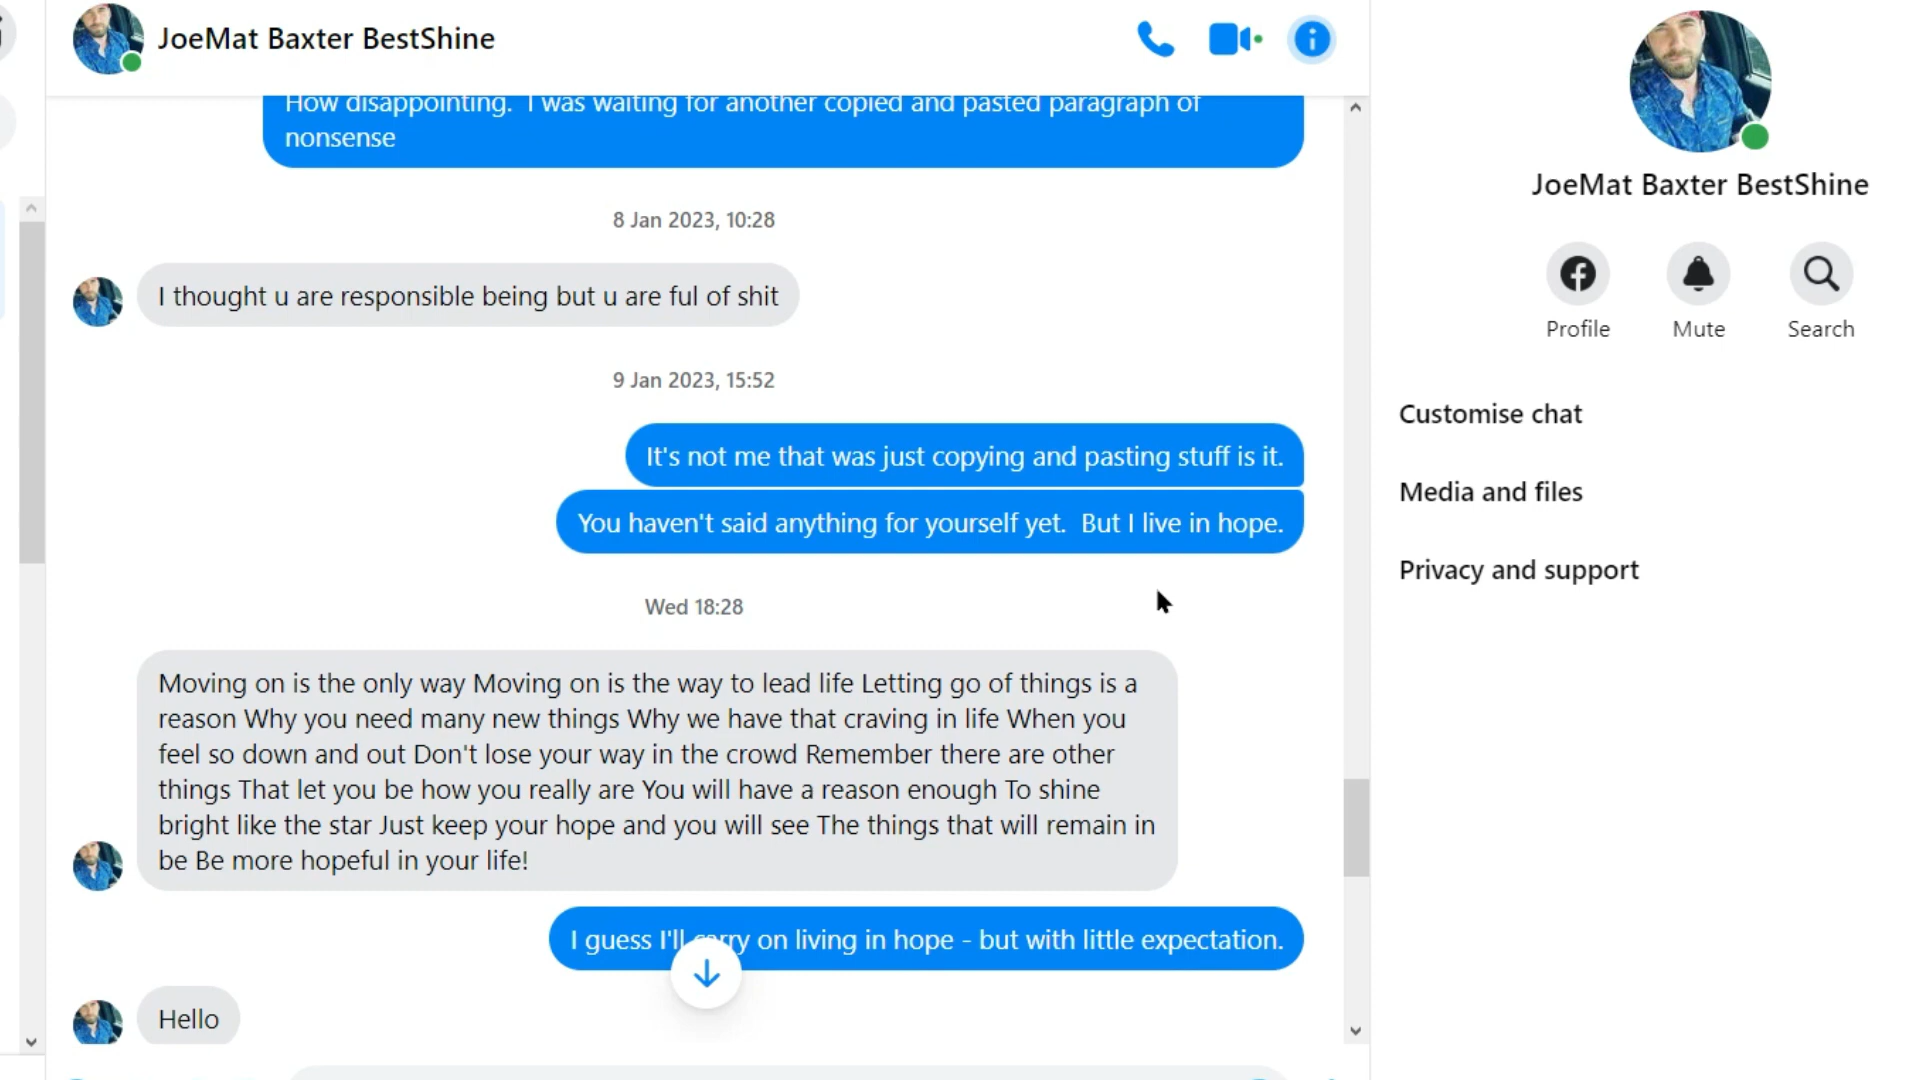 JoeMat Baxter BestShine
How disappointing. I was waiting for another copied and pasted paragraph of
nonsense
8 Jan 2023, 10:28
I thought u are responsible being but u are ful of shit
9 Jan 2023, 15:52
It's not me that was just copying and pasting stuff is it.
You haven't said anything for yourself yet. But I live in hope.
Wed 18:28
Moving on is the only way Moving on is the way to lead life Letting go of things is a
reason Why you need many new things Why we have that craving in life When you
feel so down and out Don't lose your way in the crowd Remember there are other
things That let you be how you really are You will have a reason enough To shine
bright like the star Just keep your hope and you will see The things that will remain in
be Be more hopeful in your life!
I guess I'll carry on living in hope - but with little expectation.
Hello
JoeMat Baxter BestShine
Profile
Mute
Search
Customise chat
Media and files
Privacy and support